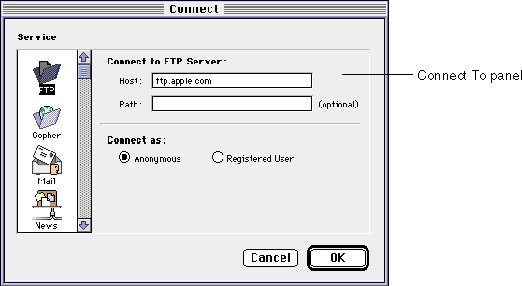 Connect
Service
FTP
Gopher
Mail
News
Connect to FTP Server:
Host: ftp.apple.com
Path: (optional)
Connect as:
Anonymous Registered User
Cancel OK
Connect To panel